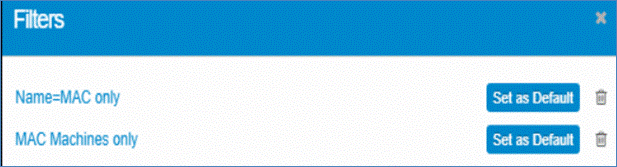 Filters
Name=MAC only Set as Default
MAC Machines only Set as Default